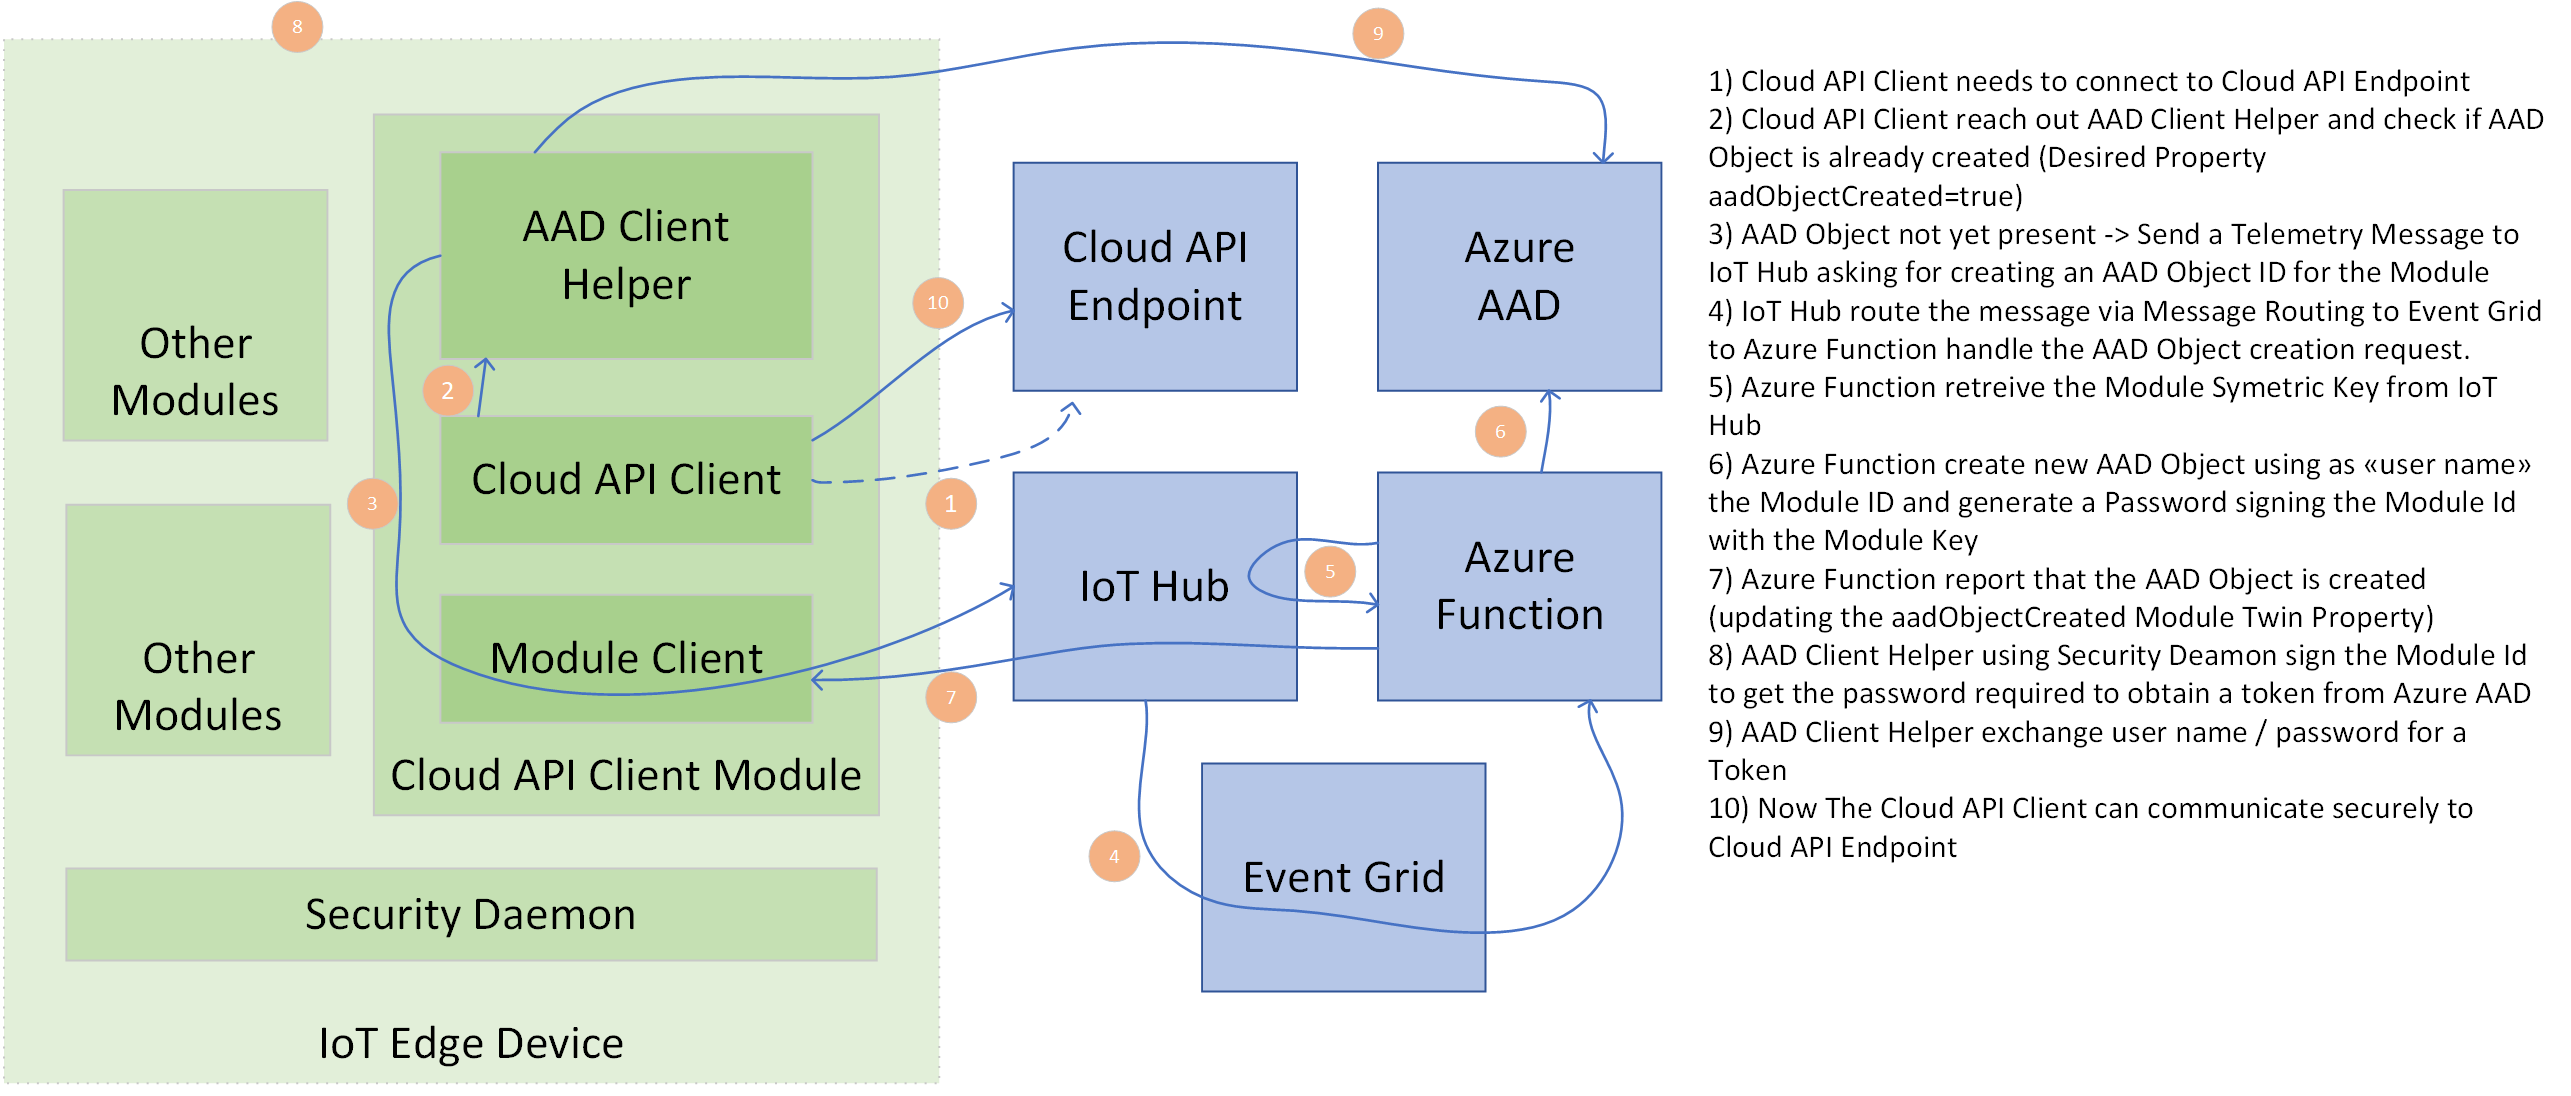 8
9
AAD Client
Helper
Other
Modules
2
Cloud API Client
3
Module Client
Other
Modules
Cloud API Client Module
Security Daemon
IoT Edge Device
10
1
7
Cloud API
Endpoint
Azure
AAD
6
IoT Hub
5
Azure
Function
4
Event Grid
1) Cloud API Client needs to connect to Cloud API Endpoint
2) Cloud API Client reach out AAD Client Helper and check if AAD
Object is already created (Desired Property
aadObjectCreated=true)
3) AAD Object not yet present -> Send a Telemetry Message to
IoT Hub asking for creating an AAD Object ID for the Module
4) IoT Hub route the message via Message Routing to Event Grid
to Azure Function handle the AAD Object creation request.
5) Azure Function retreive the Module Symetric Key from IoT
Hub
6) Azure Function create new AAD Object using as «user name»
the Module ID and generate a Password signing the Module Id
with the Module Key
7) Azure Function report that the AAD Object is created
(updating the aadObjectCreated Module Twin Property)
8) AAD Client Helper using Security Deamon sign the Module Id
to get the password required to obtain a token from Azure AAD
9) AAD Client Helper exchange user name / password for a
Token
10) Now The Cloud API Client can communicate securely to
Cloud API Endpoint